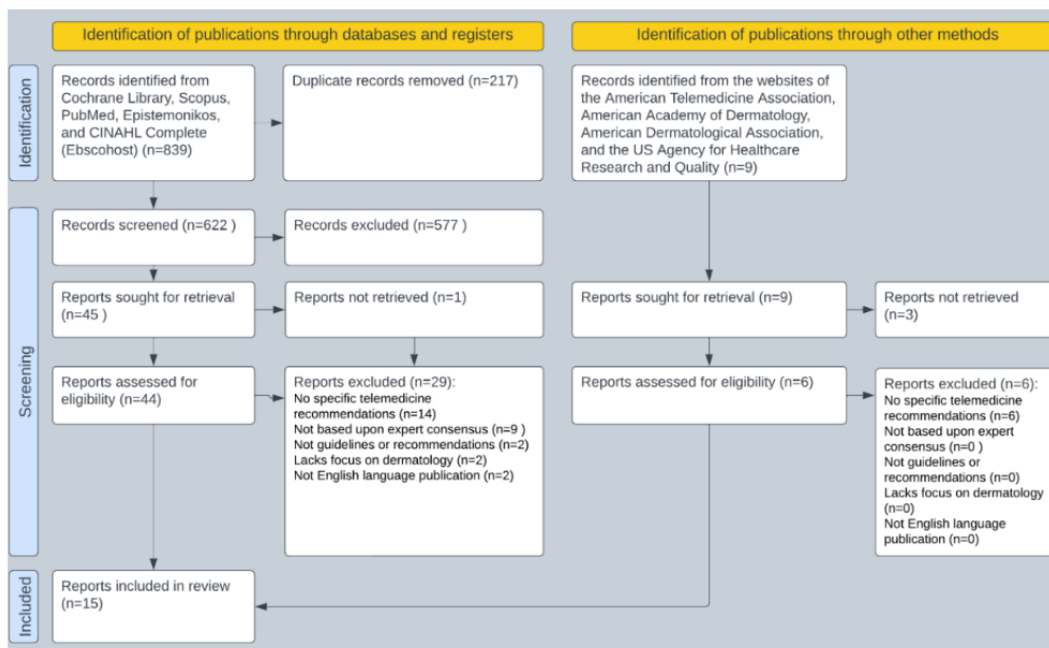 Identification of publications through databases and registers
Identification of publications through other methods
Identification
Records identified from
Cochrane Library, Scopus,
PubMed, Epistemonikos,
and CINAHL Complete
(Ebscohost) (n=839)
Duplicate records removed (n=217)
Records identified from the websites of
the American Telemedicine Association,
American Academy of Dermatology,
American Dermatological Association,
and the US Agency for Healthcare
Research and Quality (n=9)
Screening
Records screened (n=622 )
Records excluded (n=577 )
Reports sought for retrieval
(n=45 )
Reports not retrieved (n=1)
Reports sought for retrieval (n=9)
Reports not retrieved
(n=3)
Reports assessed for
eligibility (n=44)
Reports excluded (n=29):
No specific telemedicine
recommendations (n=14)
Not based upon expert consensus (n=9 )
Not guidelines or recommendations (n=2)
Lacks focus on dermatology (n=2)
Not English language publication (n=2)
Reports assessed for eligibility (n=6)
Reports excluded (n=6):
No specific telemedicine
recommendations (n=6)
Not based upon expert
consensus (n=0 )
Not guidelines or
recommendations (n=0)
Lacks focus on dermatology
(n=0)
Not English language
publication (n=0)
Included
Reports included in review
(n=15)